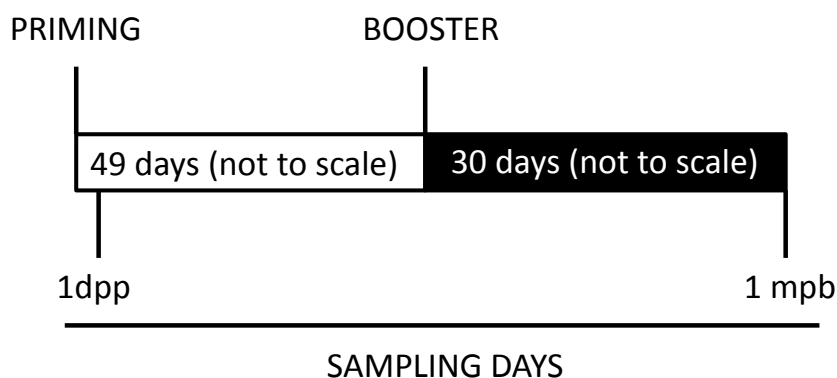 PRIMING BOOSTER
49 days (not to scale) 30 days (not to scale)
1dpp 1 mpb
SAMPLING DAYS